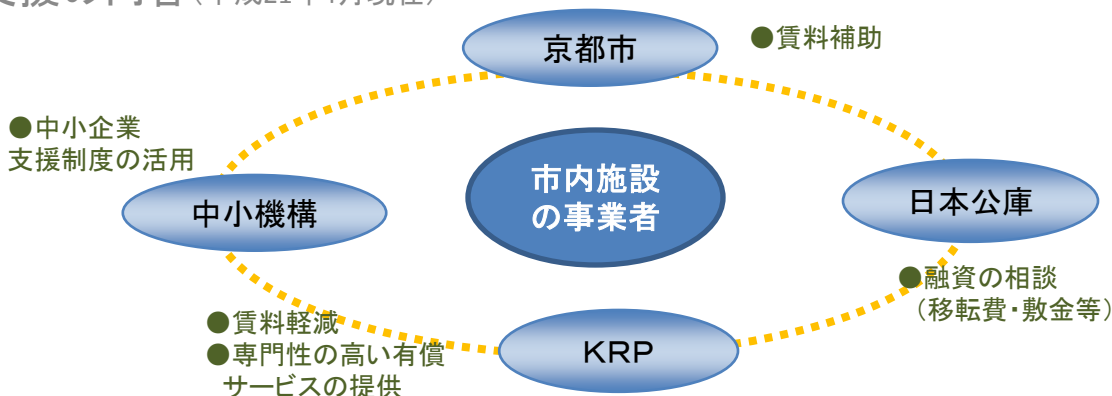 京都市
●賃料補助
●中小企業
支援制度の活用
市内施設
の事業者
中小機構
日本公庫
●融資の相談
(移転費・敷金等)
●賃料軽減
●専門性の高い有償
サービスの提供
KRP